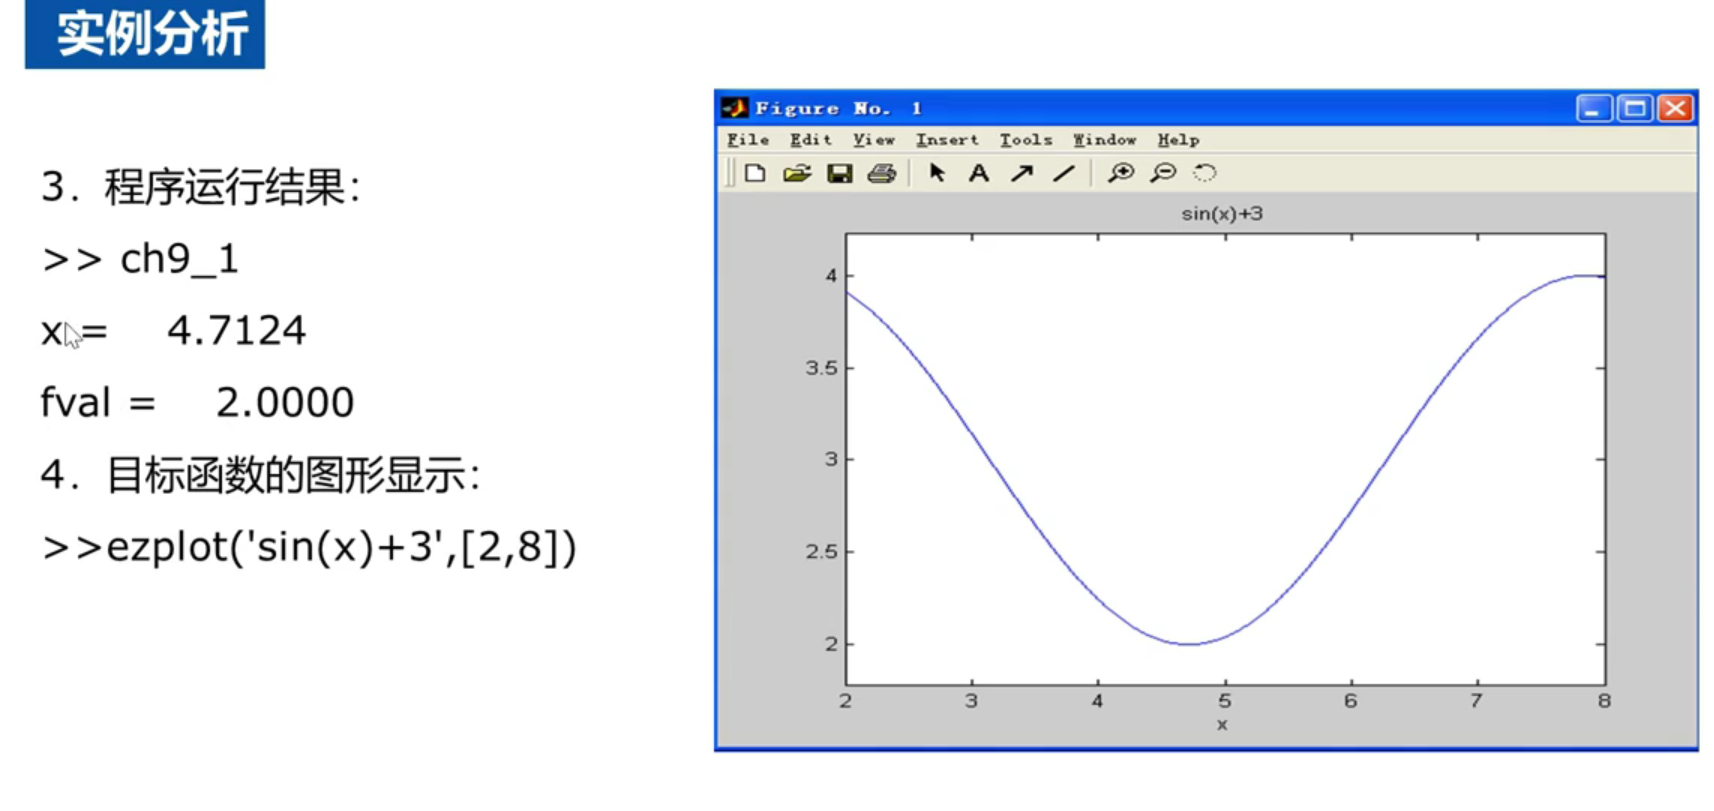 实例分析
3. 程序运行结果：
>> ch9_1
x = 4.7124
fval = 2.0000
4. 目标函数的图形显示：
>>ezplot('sin(x)+3',[2,8])
Figure No. 1
File Edit View Insert Tools Window Help
A
sin(x)+3
4
3.5
3
2.5
2
2 3 4 5 6 7 8
x